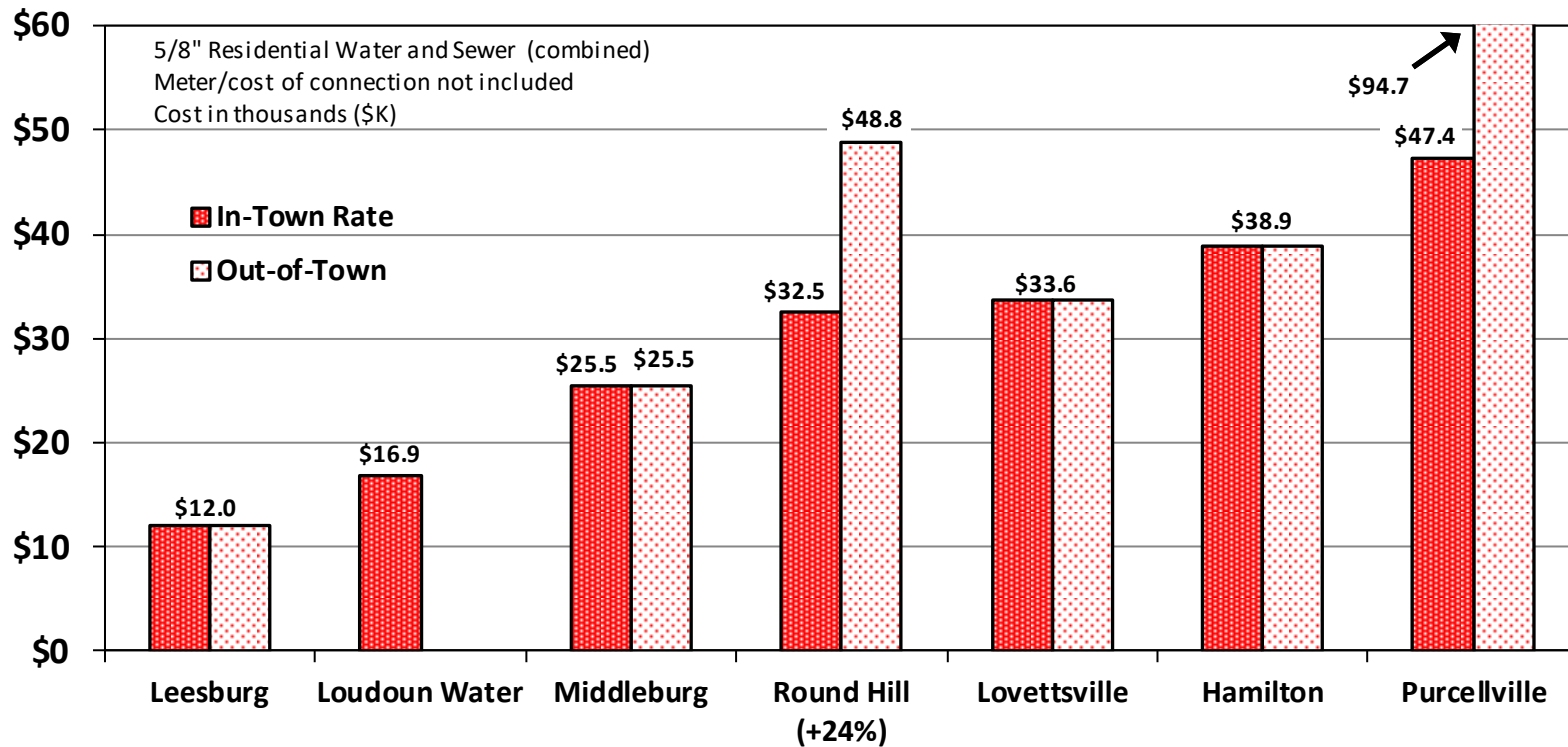 $60
$50
$40
$30
$20
$10
$0
5/8" Residential Water and Sewer (combined)
Meter/cost of connection not included
Cost in thousands ($K)
In-Town Rate
Out-of-Town
$12.0
$16.9
$25.5
$25.5
$32.5
$48.8
$33.6
$38.9
$47.4
$94.7
Leesburg
Loudoun Water
Middleburg
Round Hill
(+24%)
Lovettsville
Hamilton
Purcellville